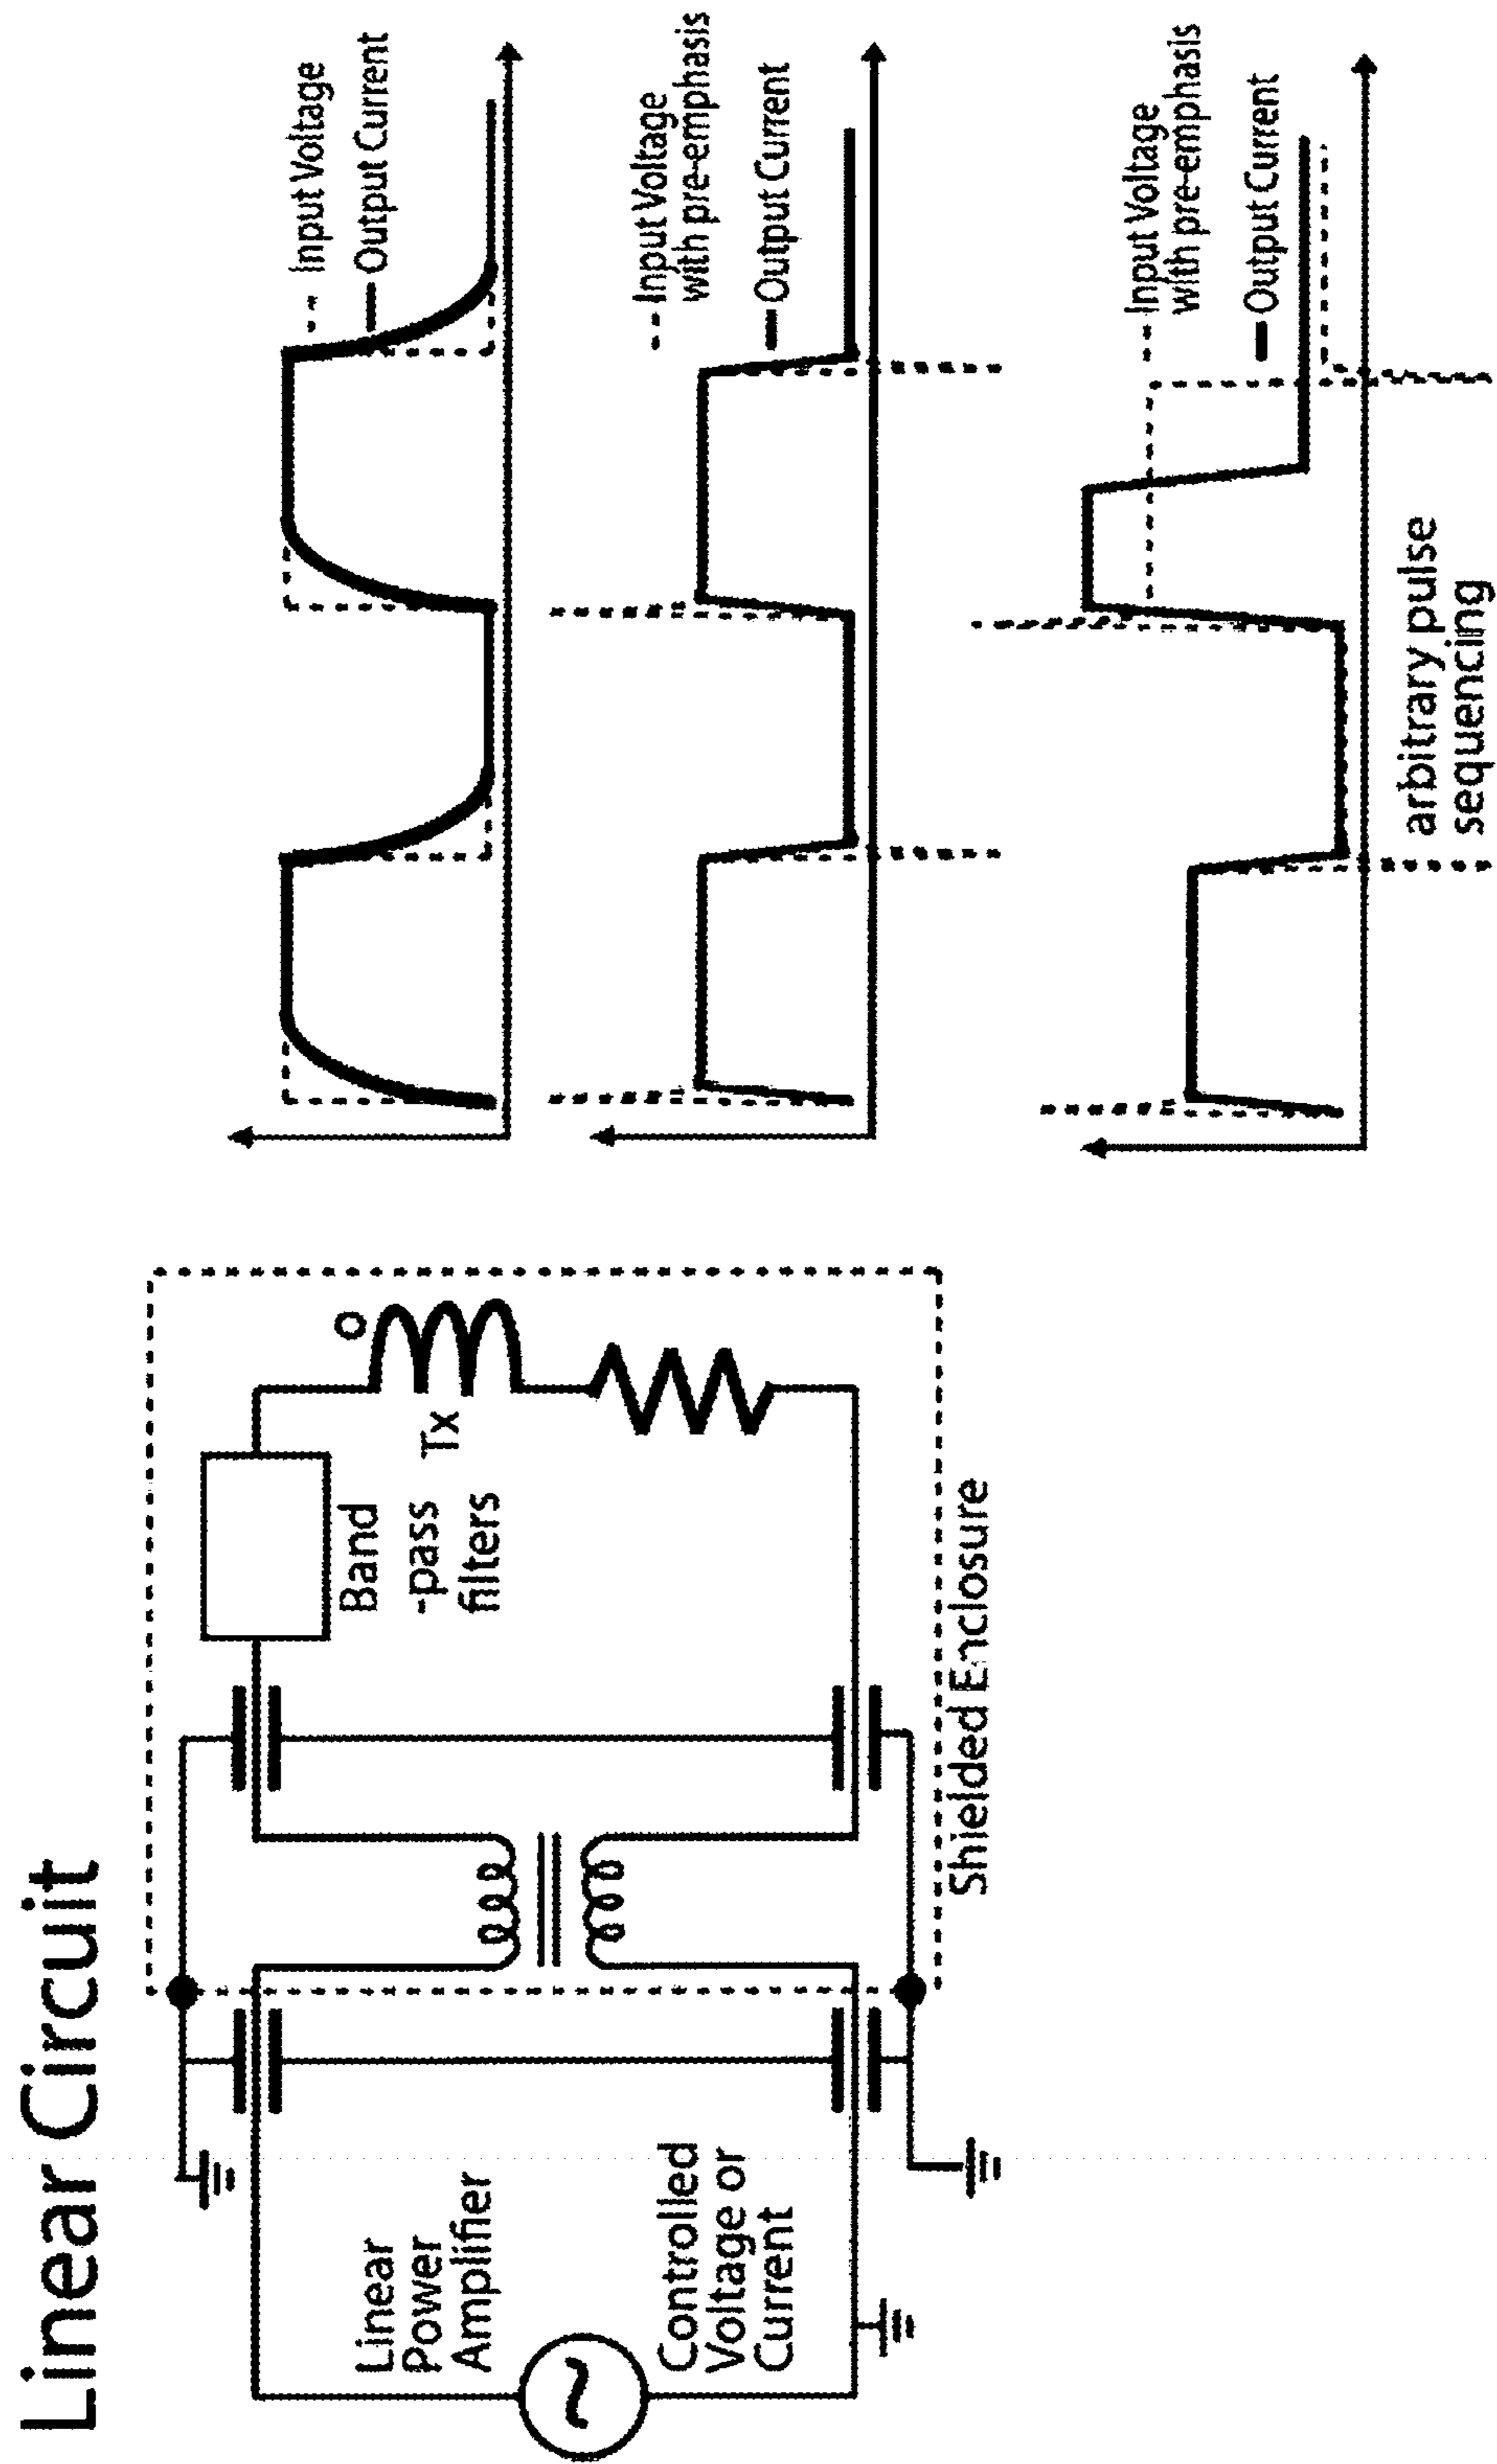 Linear Circuit
Linear
Power
Amplifier
Controlled
Voltage or
Current
Band
-pass
filters
Tx
Shielded Enclosure
Input Voltage
Output Current
Input Voltage
with pre-emphasis
Output Current
Input Voltage
with pre-emphasis
Output Current
arbitrary pulse
sequencing